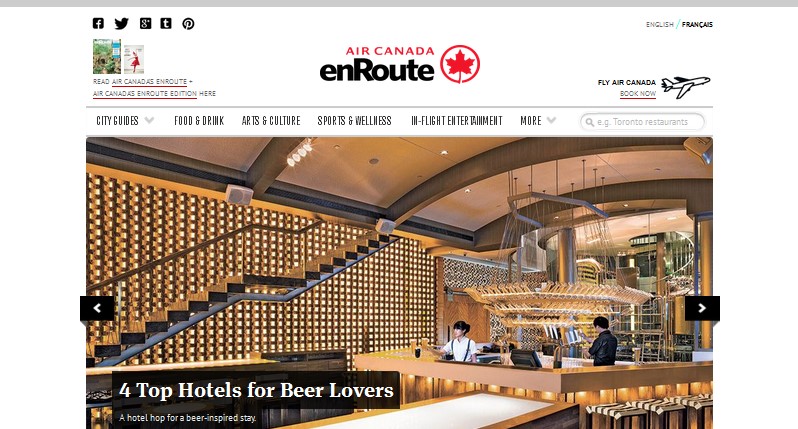 ENGLISH / FRANÇAIS
AIR CANADA
enRoute
READ AIR CANADA'S ENROUTE +
AIR CANADA'S ENROUTE EDITION HERE
FLY AIR CANADA
BOOK NOW
CITY GUIDES
FOOD & DRINK
ARTS & CULTURE
SPORTS & WELLNESS
IN-FLIGHT ENTERTAINMENT
MORE
e.g. Toronto restaurants
4 Top Hotels for Beer Lovers
A hotel hop for a beer-inspired stay.